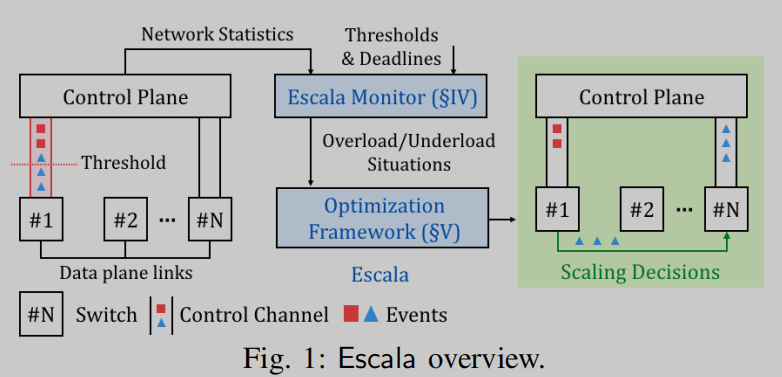 Network Statistics
Thresholds
& Deadlines
Control Plane
Escala Monitor (§IV)
Control Plane
Threshold
Overload/Underload
Situations
#1
#2
...
#N
Optimization
Framework (§V)
#1
#2
...
#N
Data plane links
Escala
Scaling Decisions
#N
Switch
Control Channel
Events
Fig. 1: Escala overview.